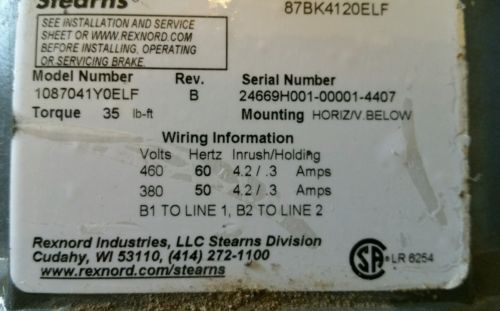 Stearns
87BK4120ELF
SEE INSTALLATION AND SERVICE
SHEET OR WWW.REXNORD.COM
BEFORE INSTALLING, OPERATING
OR SERVICING BRAKE.
Model Number Rev. Serial Number
1087041Y0ELF B 24669H001-00001-4407
Torque 35 lb-ft Mounting HORIZ/V.BELOW
Wiring Information
Volts Hertz Inrush/Holding
460 60 4.2 / .3 Amps
380 50 4.2 / .3 Amps
B1 TO LINE 1, B2 TO LINE 2
Rexnord Industries, LLC Stearns Division
Cudahy, WI 53110, (414) 272-1100
www.rexnord.com/stearns
SA LR 6254